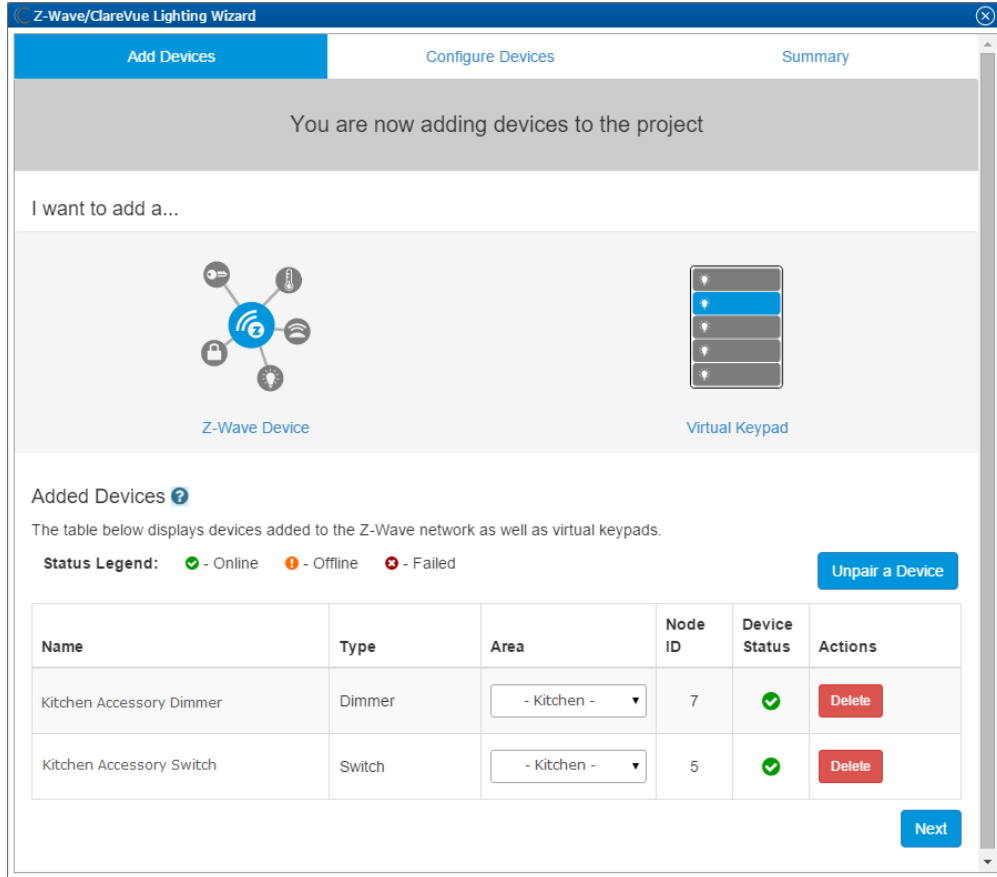 Z-Wave/ClareVue Lighting Wizard
Add Devices Configure Devices Summary
You are now adding devices to the project
I want to add a...
Z-Wave Device Virtual Keypad
Added Devices ?
The table below displays devices added to the Z-Wave network as well as virtual keypads.
Status Legend: - Online - Offline - Failed
Unpair a Device
Name Type Area Node ID Device Status Actions
Kitchen Accessory Dimmer Dimmer - Kitchen - 7 Delete
Kitchen Accessory Switch Switch - Kitchen - 5 Delete
Next